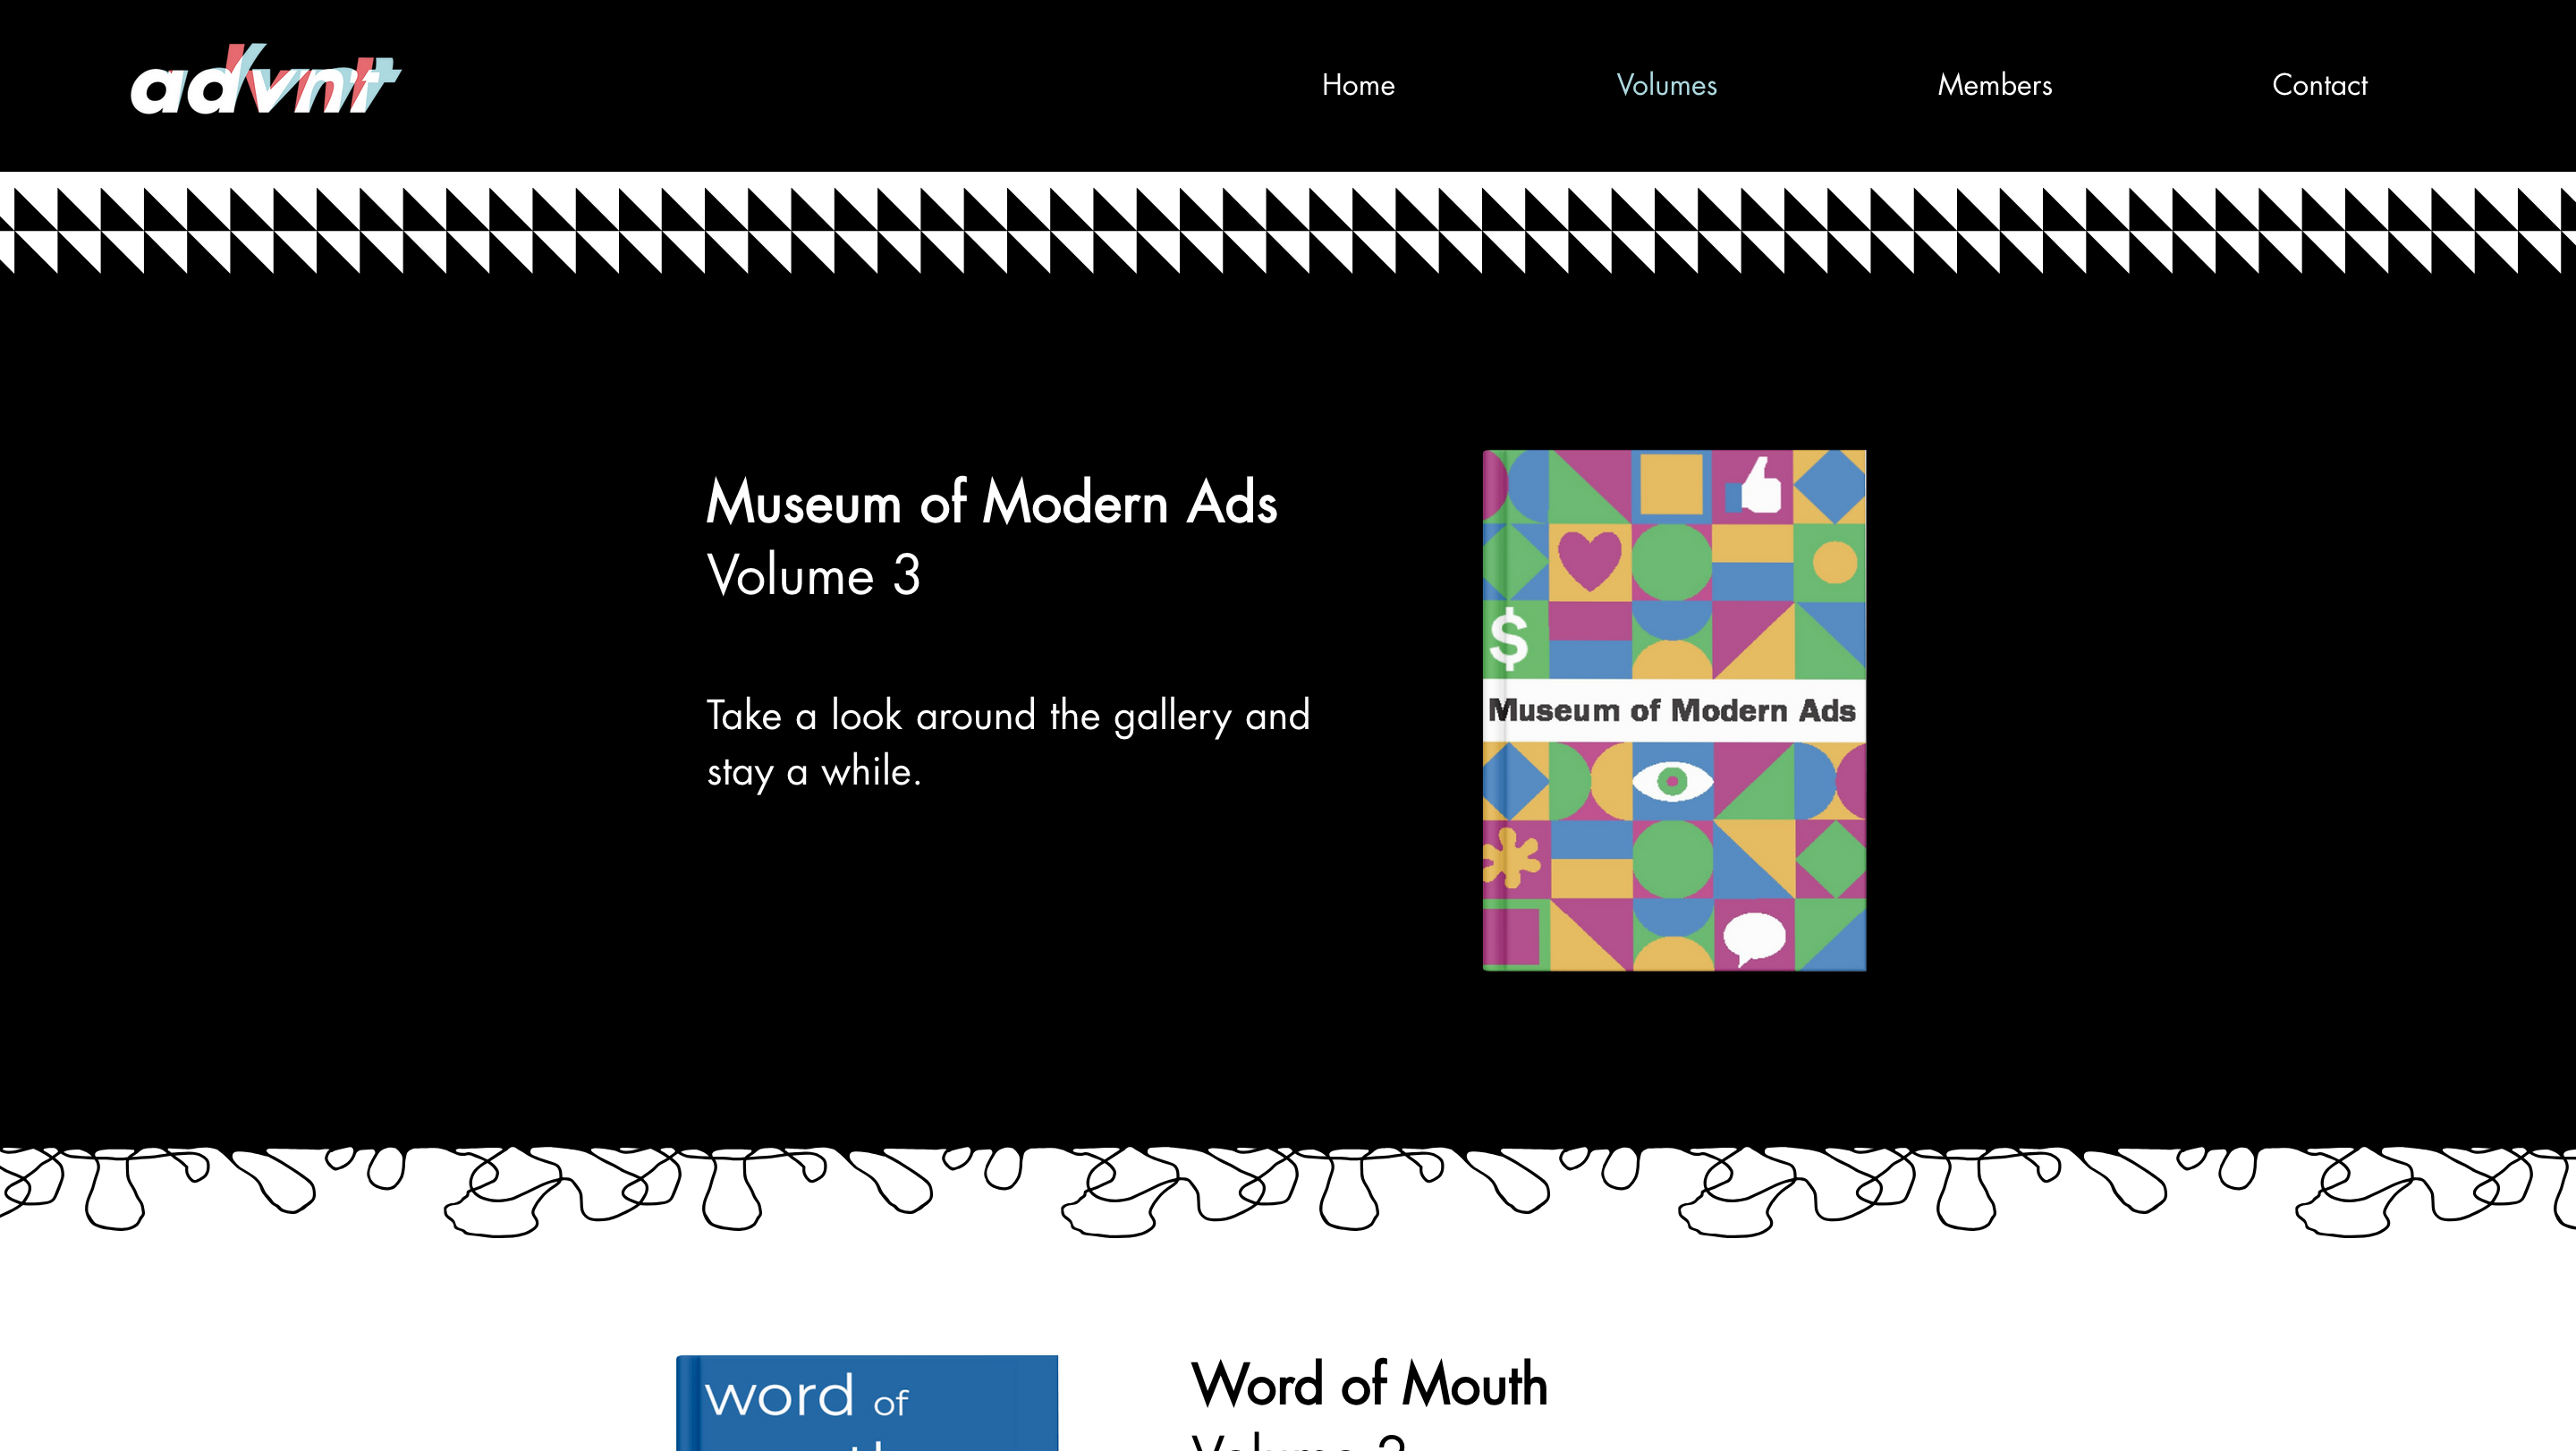 advnt
Home
Volumes
Members
Contact
Museum of Modern Ads
Volume 3
Take a look around the gallery and
stay a while.
$
Museum of Modern Ads
word of
Word of Mouth